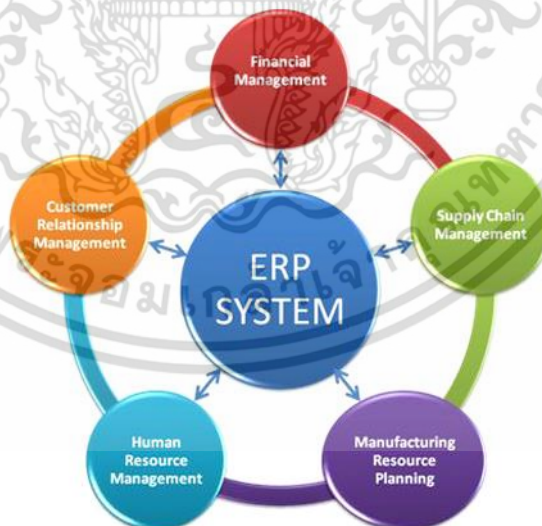 Financial
Management
Customer
Relationship
Management
Supply Chain
Management
ERP
SYSTEM
Human
Resource
Management
Manufacturing
Resource
Planning